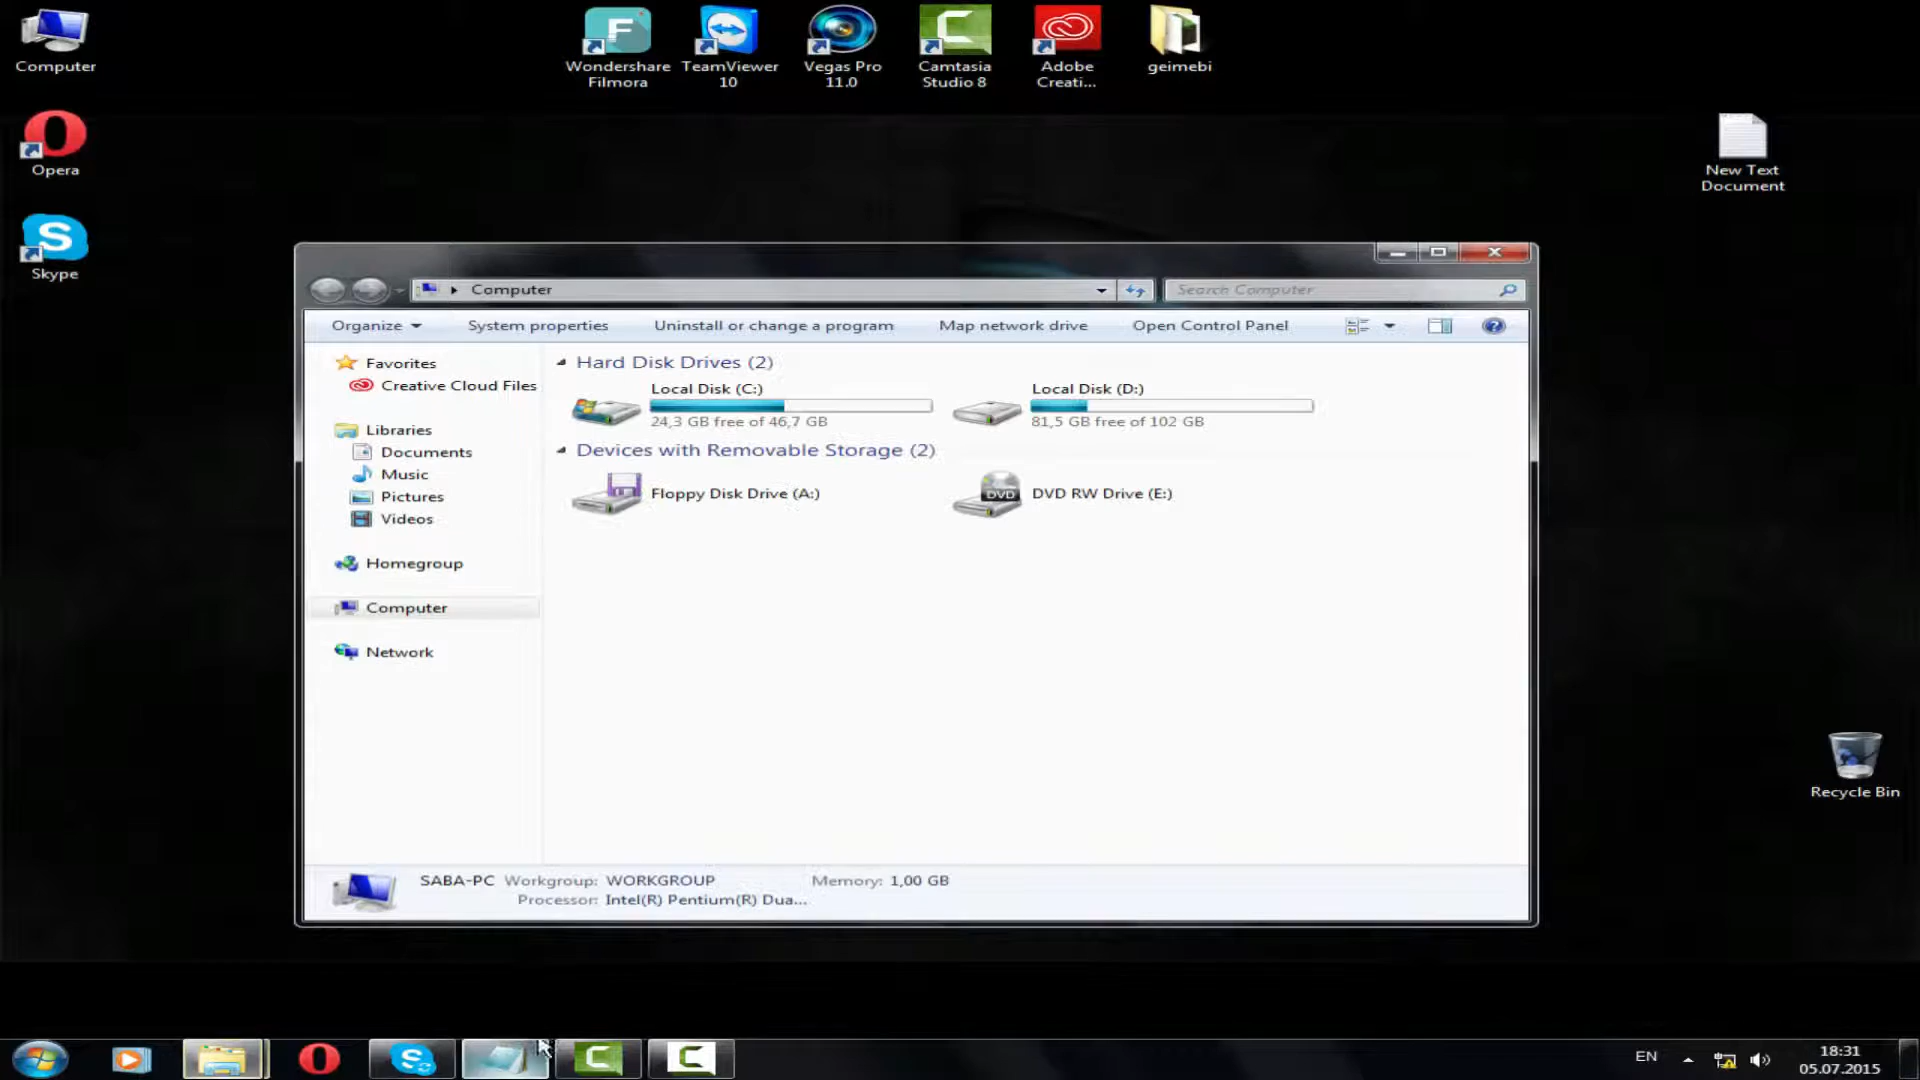 Computer
Wondershare
Filmora
TeamViewer
10
Vegas Pro
11.0
Camtasia
Studio 8
Adobe
Creati...
geimebi
Opera
New Text
Document
Skype
Computer
Search Computer
Organize
System properties
Uninstall or change a program
Map network drive
Open Control Panel
Favorites
Creative Cloud Files
Libraries
Documents
Music
Pictures
Videos
Homegroup
Computer
Network
Hard Disk Drives (2)
Local Disk (C:)
24,3 GB free of 46,7 GB
Local Disk (D:)
81,5 GB free of 102 GB
Devices with Removable Storage (2)
Floppy Disk Drive (A:)
DVD
DVD RW Drive (E:)
Recycle Bin
SABA-PC Workgroup: WORKGROUP Memory: 1,00 GB
Processor: Intel(R) Pentium(R) Dua...
EN
18:31
05.07.2015